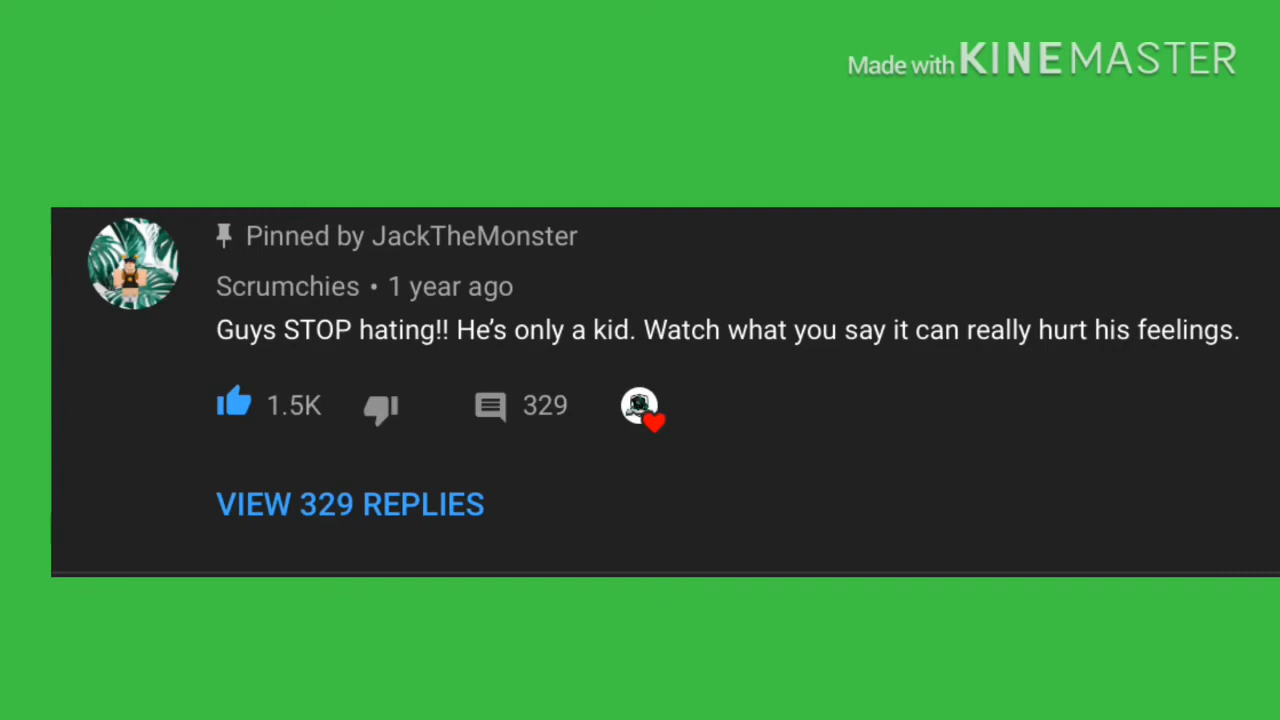 Made with KINEMASTER
Pinned by JackTheMonster
Scrumchies • 1 year ago
Guys STOP hating!! He's only a kid. Watch what you say it can really hurt his feelings.
1.5K 329
VIEW 329 REPLIES